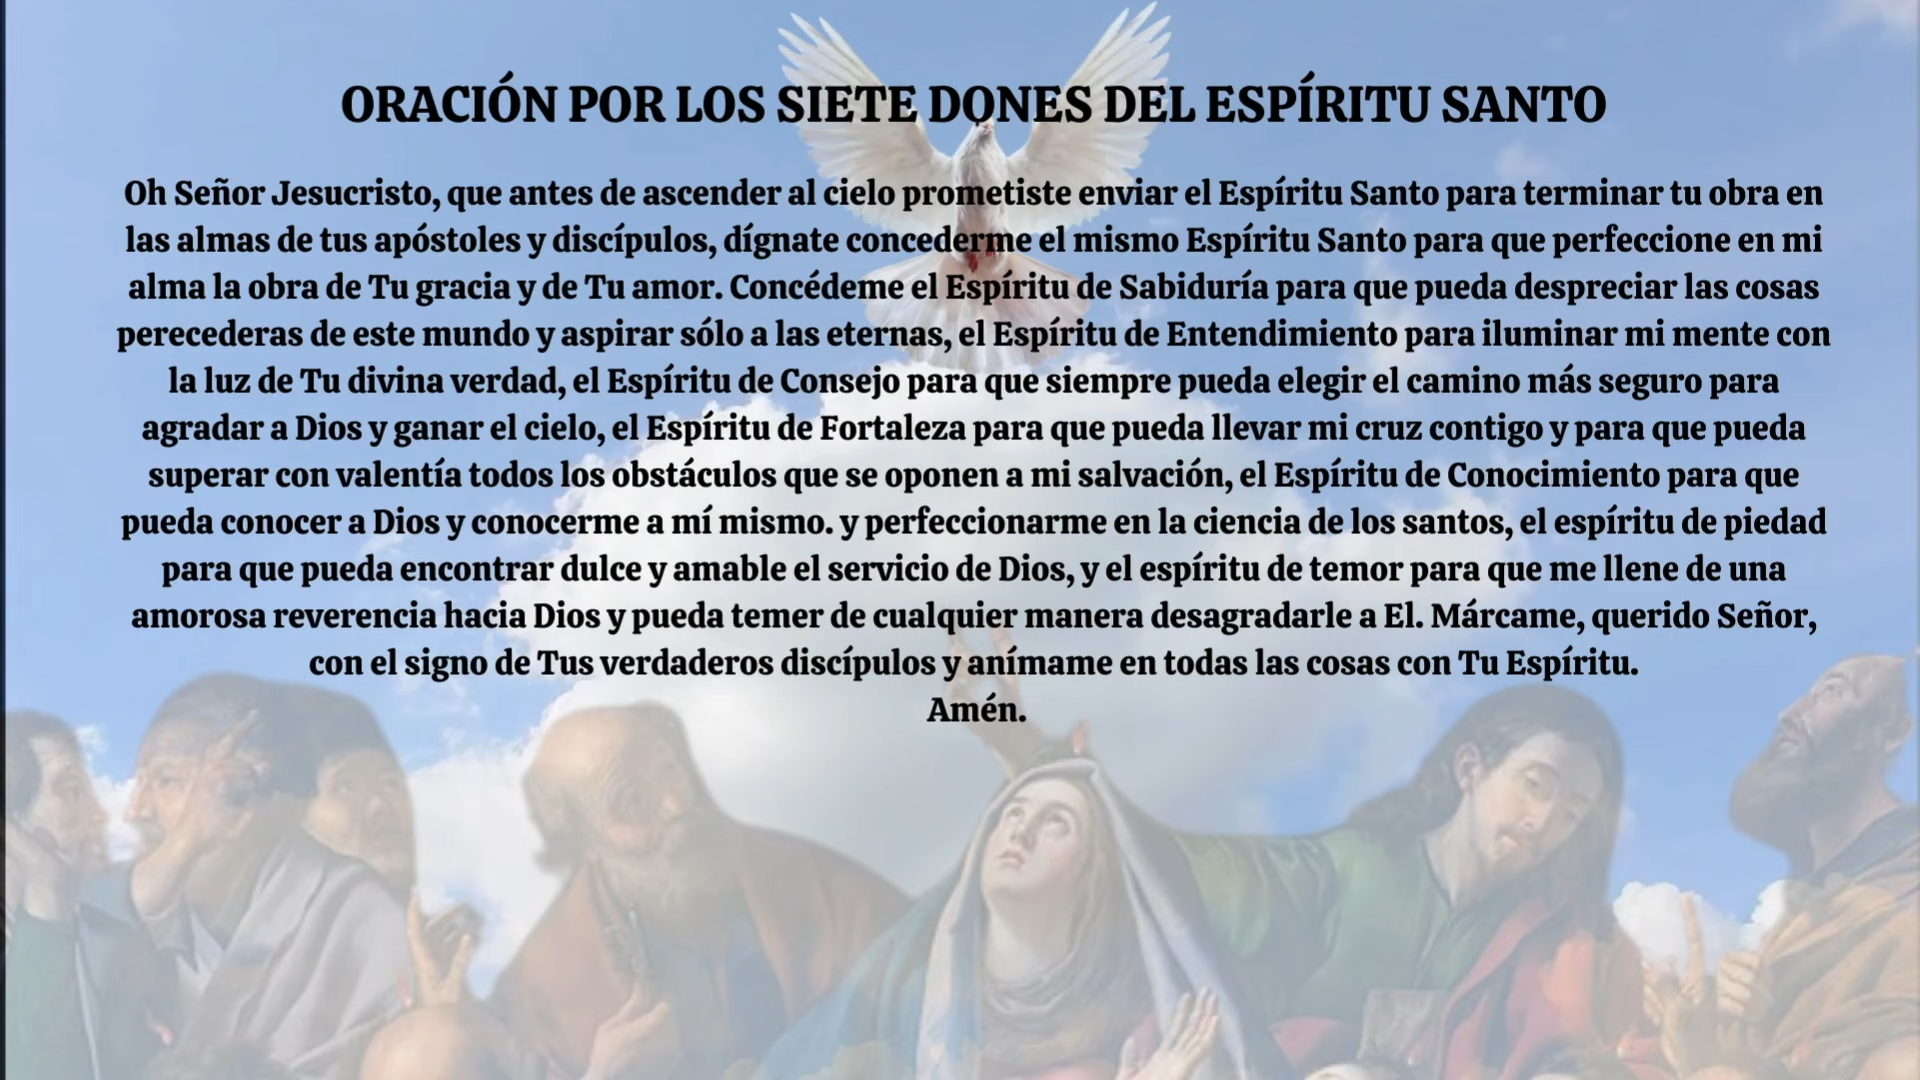 ORACIÓN POR LOS SIETE DONES DEL ESPÍRITU SANTO
Oh Señor Jesucristo, que antes de ascender al cielo prometiste enviar el Espíritu Santo para terminar tu obra en
las almas de tus apóstoles y discípulos, dígnate concederme el mismo Espíritu Santo para que perfeccione en mi
alma la obra de Tu gracia y de Tu amor. Concédeme el Espíritu de Sabiduría para que pueda despreciar las cosas
perecederas de este mundo y aspirar sólo a las eternas, el Espíritu de Entendimiento para iluminar mi mente con
la luz de Tu divina verdad, el Espíritu de Consejo para que siempre pueda elegir el camino más seguro para
agradar a Dios y ganar el cielo, el Espíritu de Fortaleza para que pueda llevar mi cruz contigo y para que pueda
superar con valentía todos los obstáculos que se oponen a mi salvación, el Espíritu de Conocimiento para que
pueda conocer a Dios y conocerme a mí mismo. y perfeccionarme en la ciencia de los santos, el espíritu de piedad
para que pueda encontrar dulce y amable el servicio de Dios, y el espíritu de temor para que me llene de una
amorosa reverencia hacia Dios y pueda temer de cualquier manera desagradarle a El. Márcame, querido Señor,
con el signo de Tus verdaderos discípulos y anímame en todas las cosas con Tu Espíritu.
Amén.